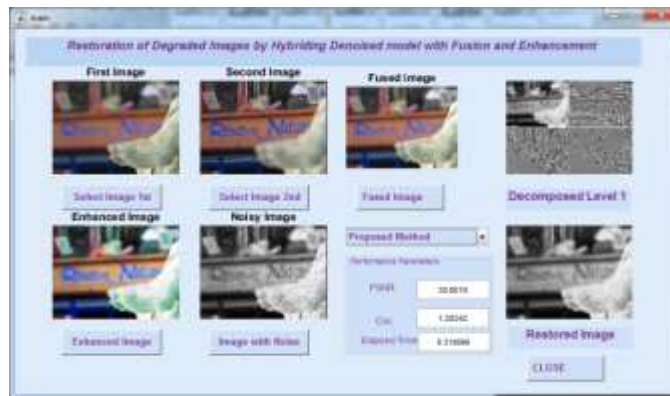 Restoration of Degraded Images by Hybriding Denoised model with Fusion and Enhancement
First Image
Second Image
Fused Image
Select Image 1st
Select Image 2nd
Fused Image
Decomposed Level 1
Enhanced Image
Noisy Image
Proposed Method
Performance Parameters
PSNR
Elapsed Time
Enhanced Image
Image with Noise
Restored Image
CLOSE